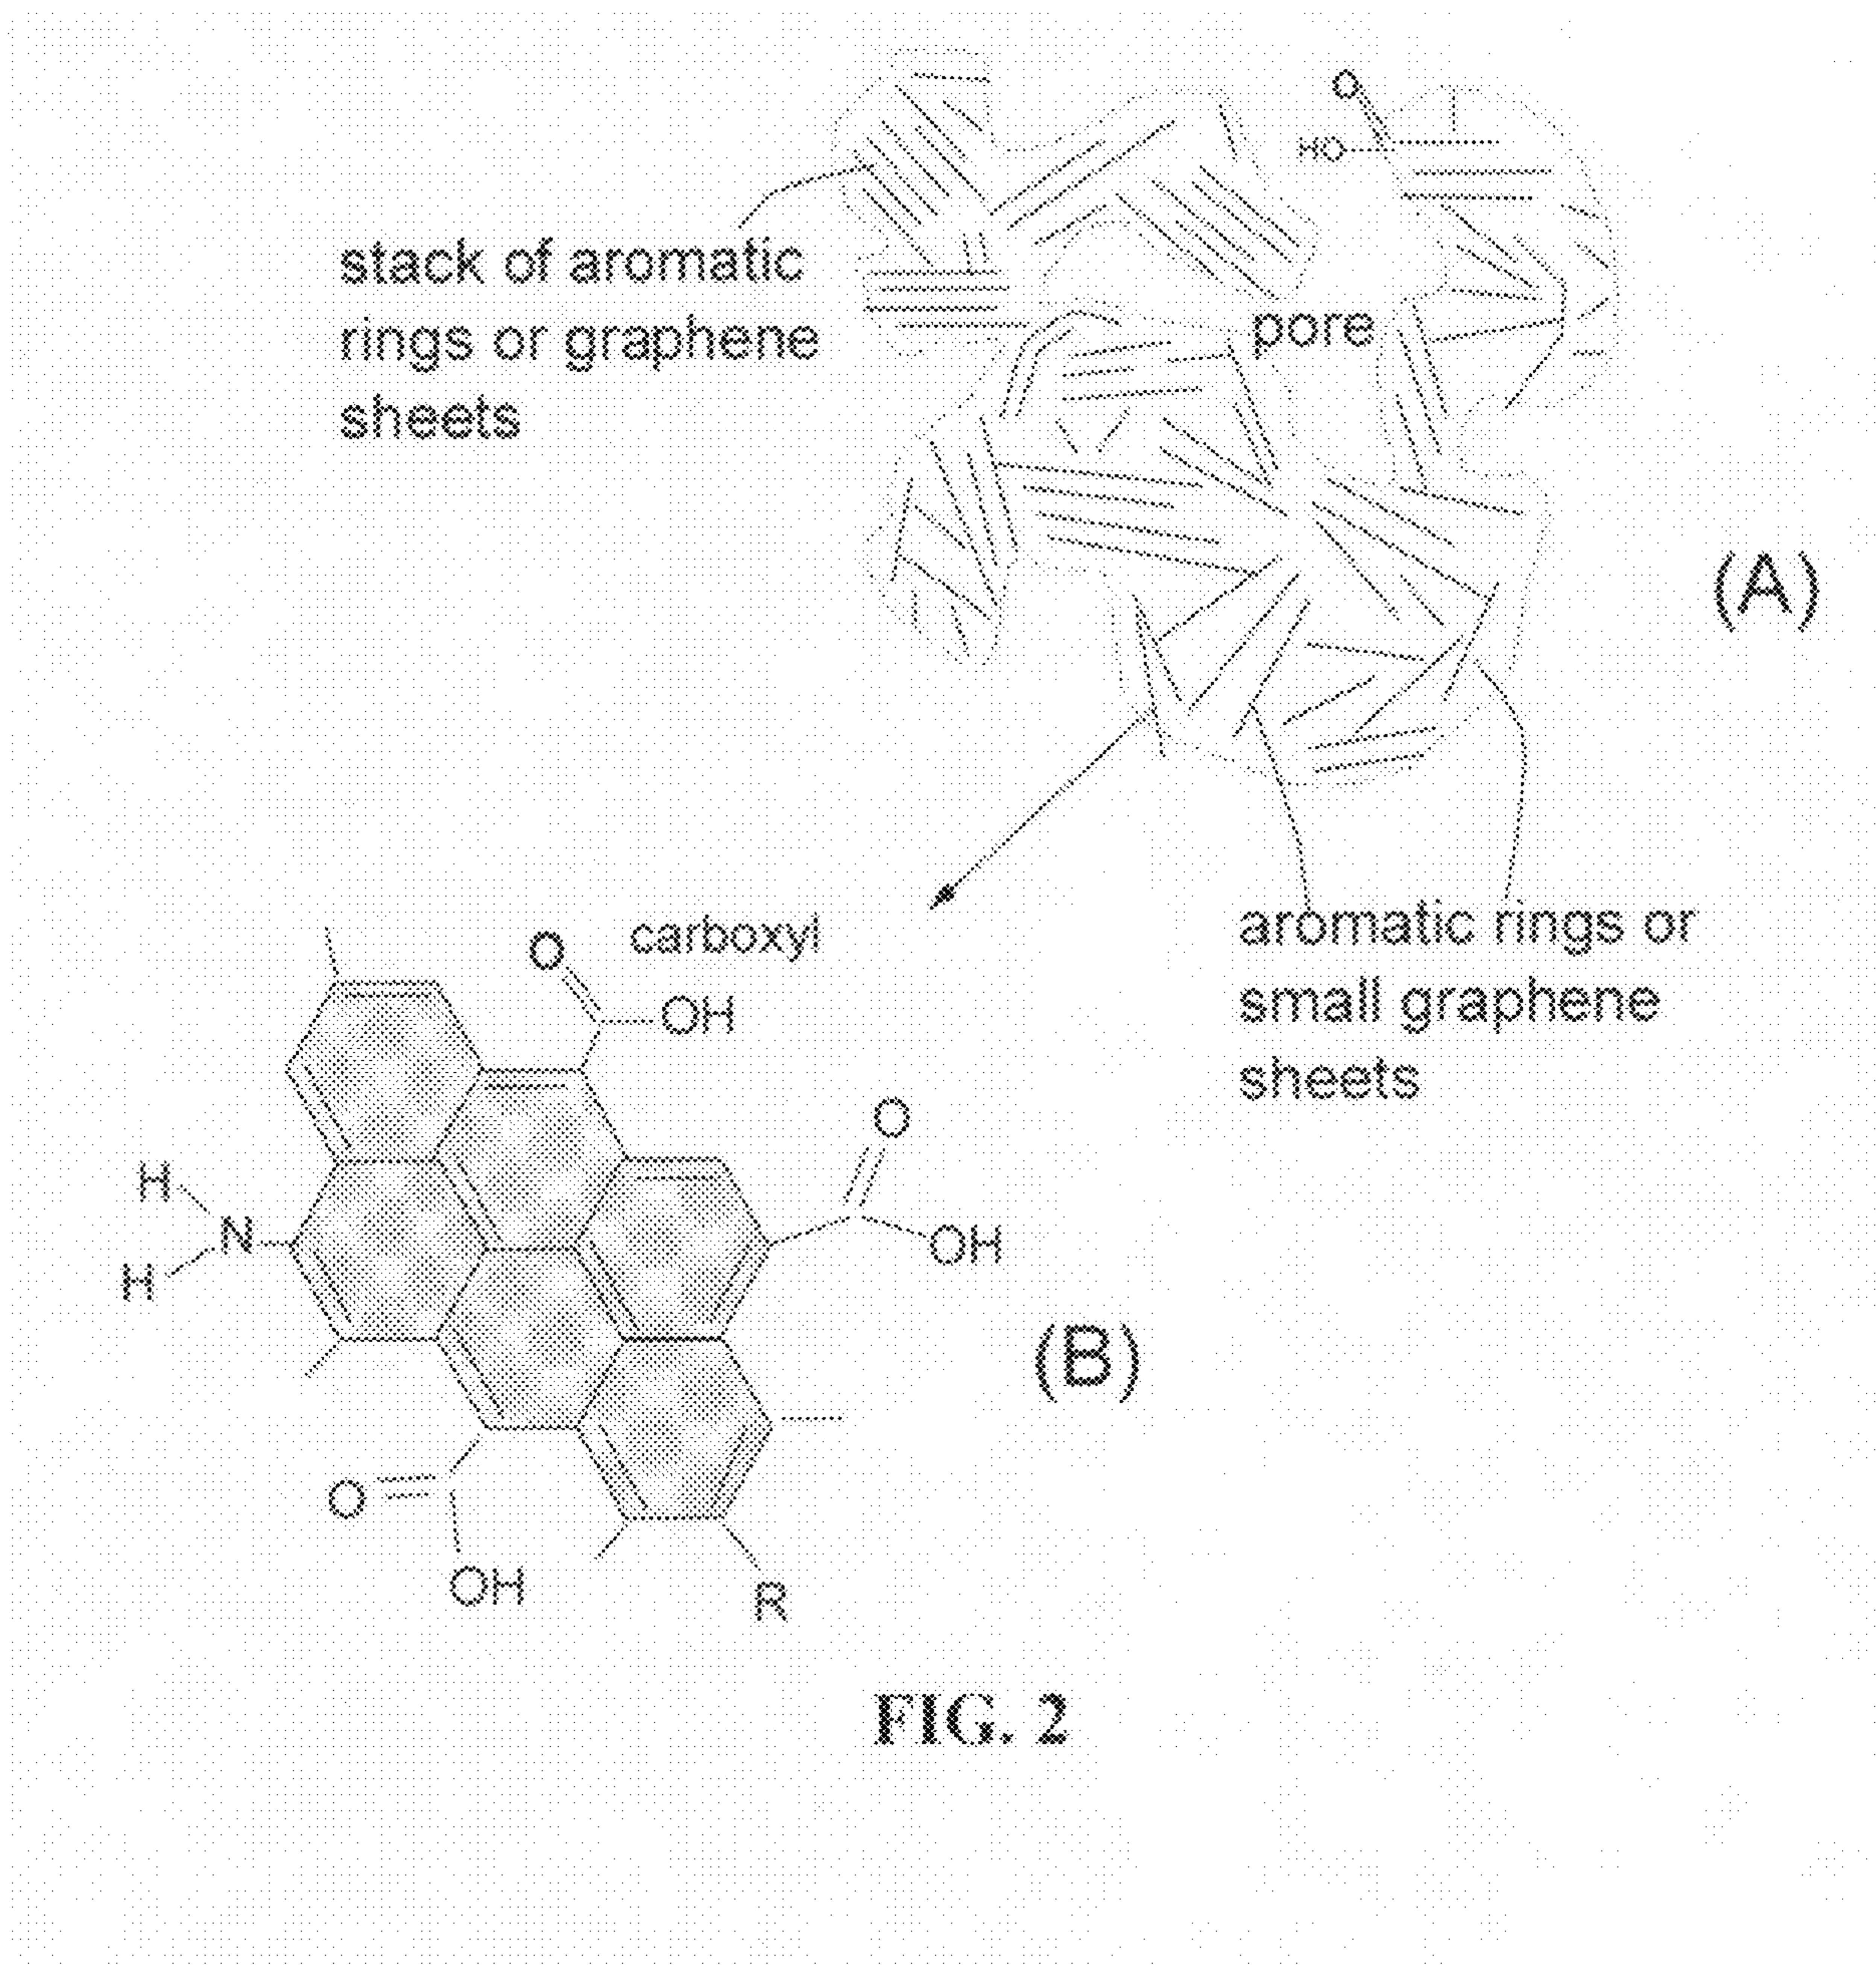 O
HO
stack of aromatic
rings or graphene
sheets
pore
(A)
aromatic rings or
small graphene
sheets
carboxyl
O
OH
O
OH
H
N
H
(B)
O
OH
R
FIG. 2